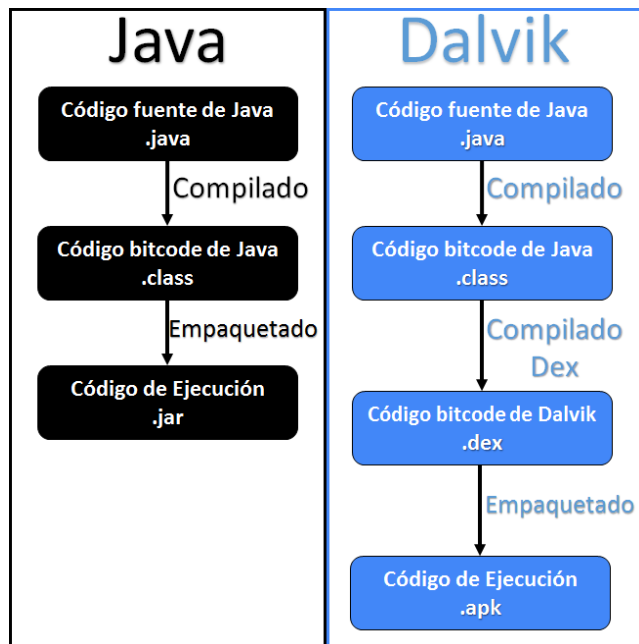 Java
Código fuente de Java
.java
Compilado
Código bitcode de Java
.class
Empaquetado
Código de Ejecución
.jar
Dalvik
Código fuente de Java
.java
Compilado
Código bitcode de Java
.class
Compilado
Dex
Código bitcode de Dalvik
.dex
Empaquetado
Código de Ejecución
.apk